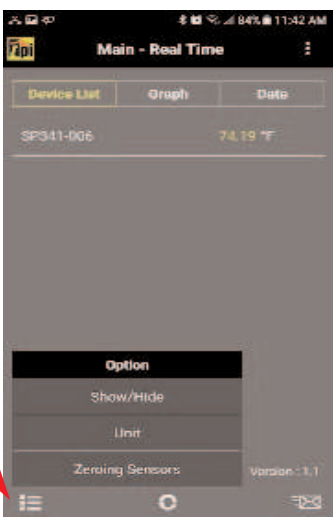 84% 11:42 AM
tpi Main - Real Time
Device List Graph Data
SP341-006 74.19 °F
Option
Show/Hide
Unit
Zeroing Sensors
Version : 1.1